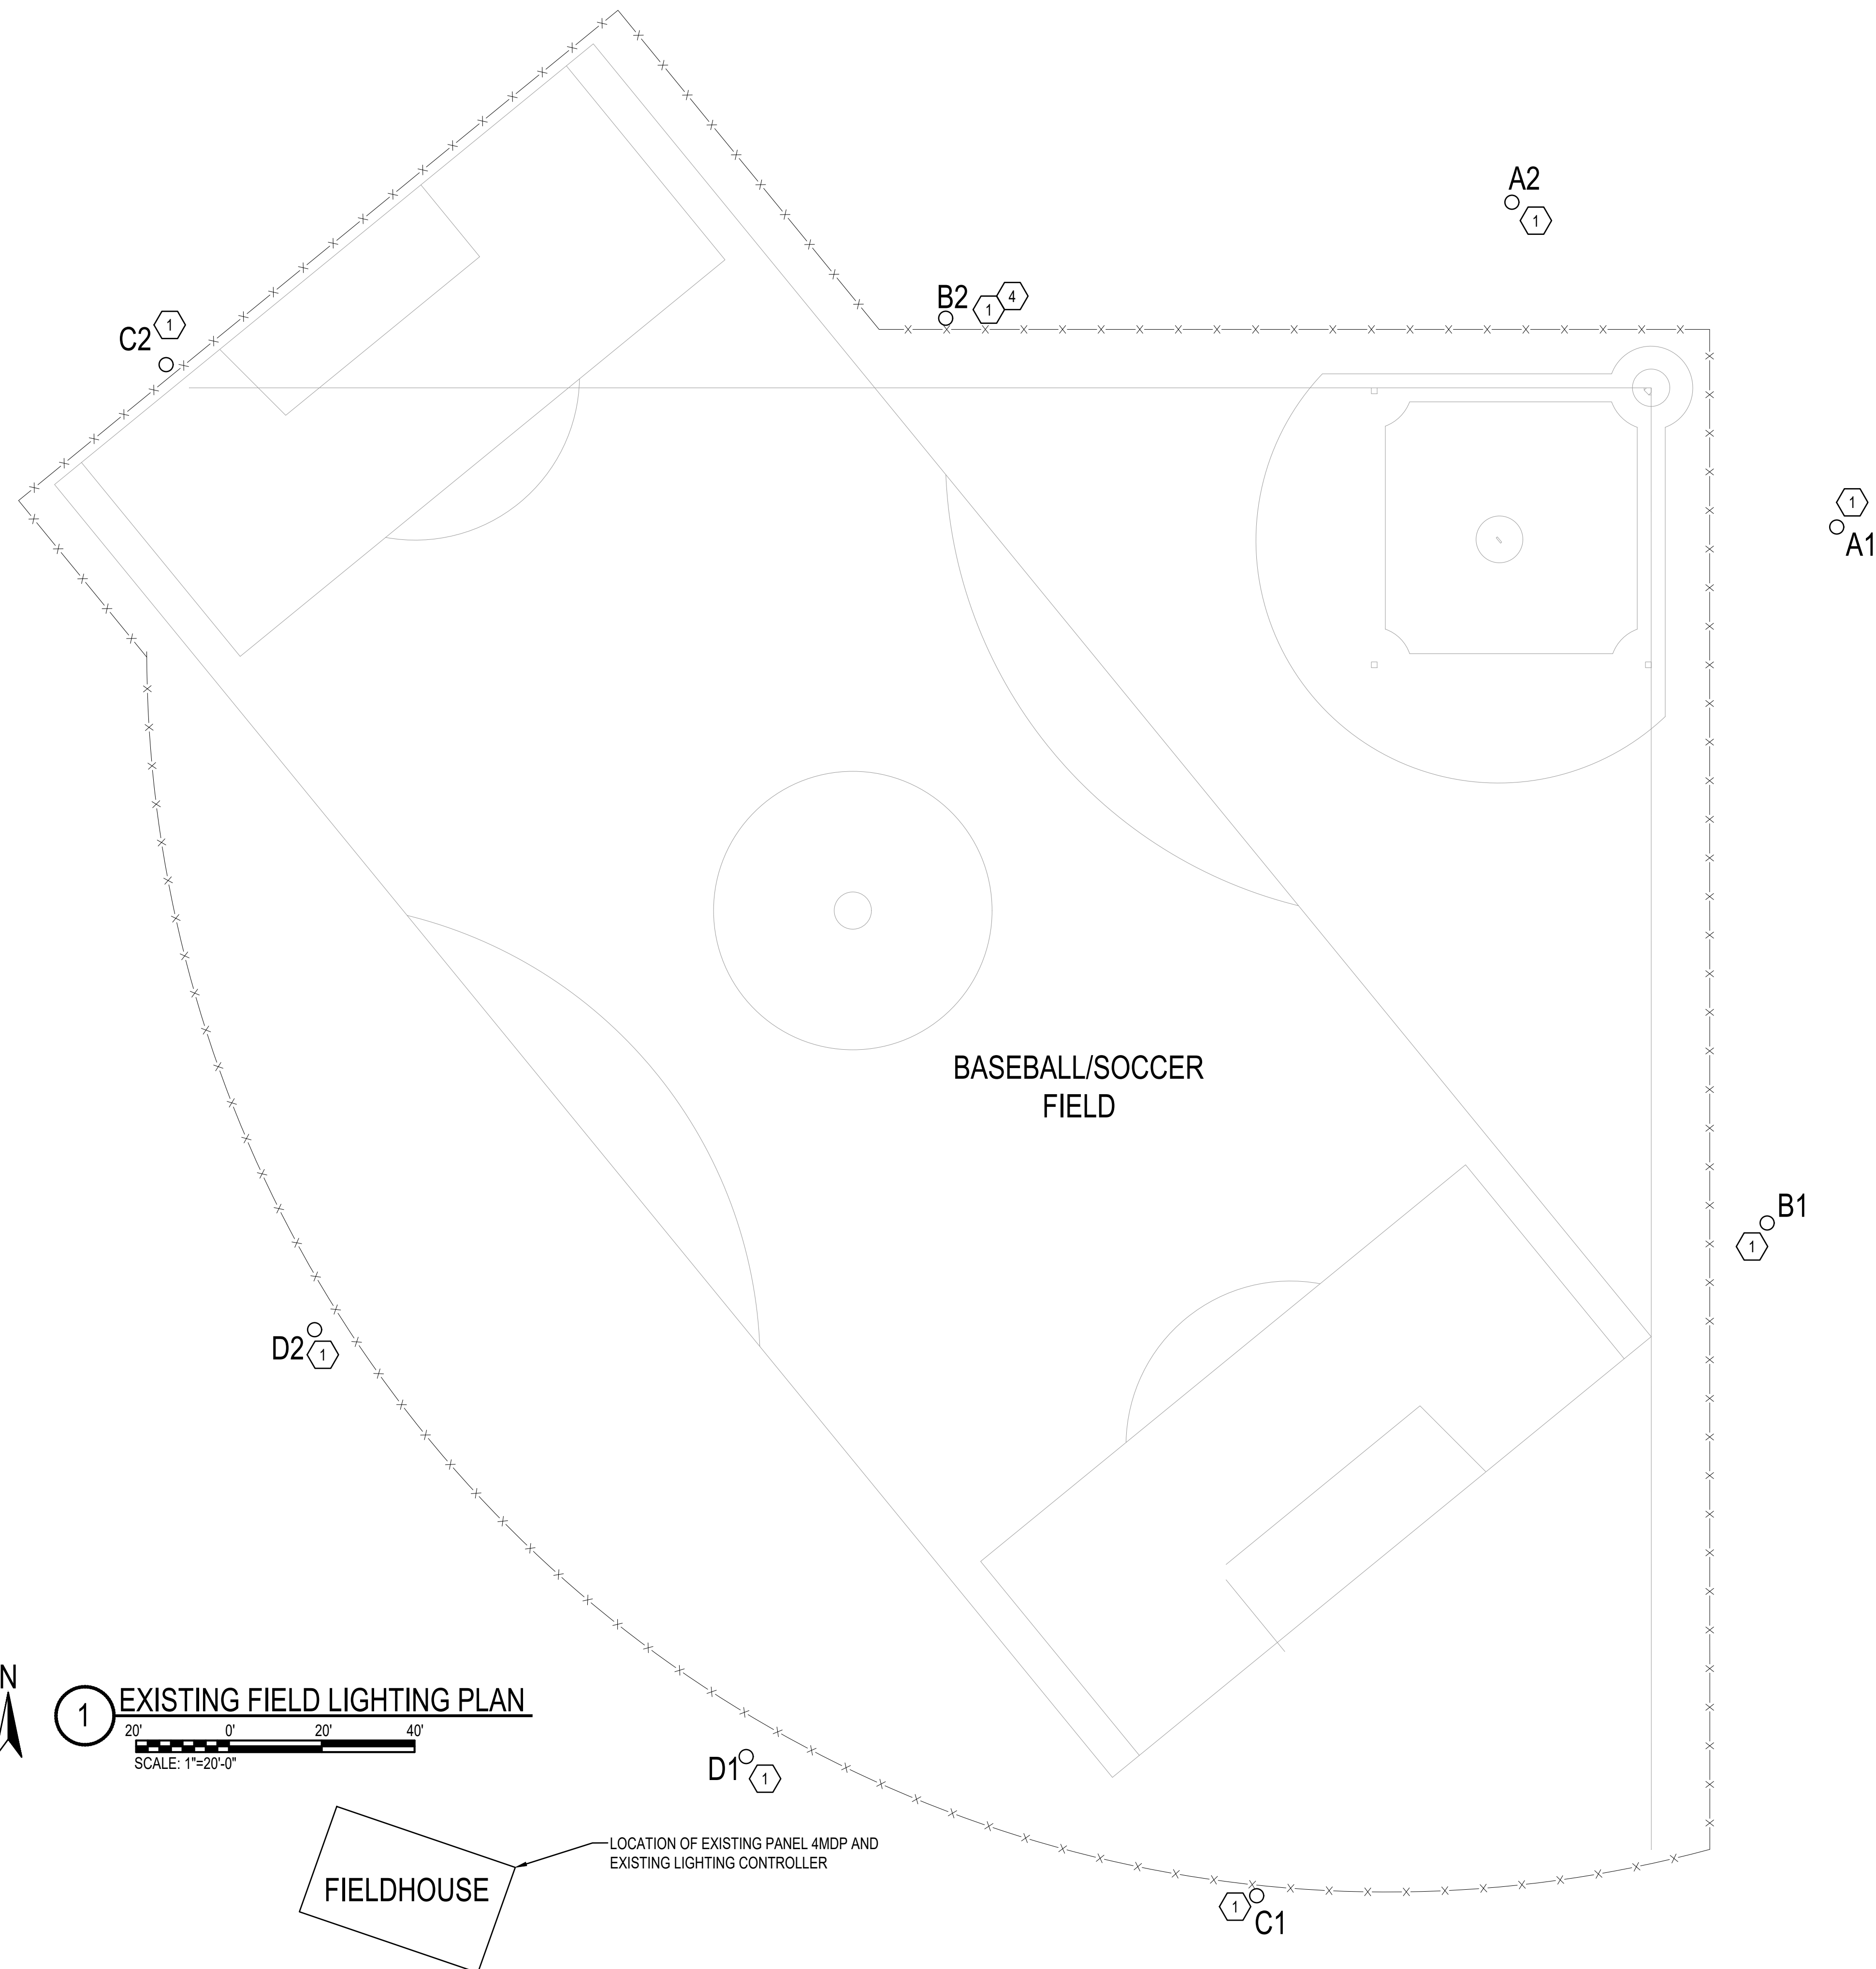 A2
1
B2
1
4
C2
1
1
A1
BASEBALL/SOCCER
FIELD
B1
1
D2
1
N
1
EXISTING FIELD LIGHTING PLAN
20' 0' 20' 40'
SCALE: 1"=20'-0"
D1
1
LOCATION OF EXISTING PANEL 4MDP AND
EXISTING LIGHTING CONTROLLER
FIELDHOUSE
1
C1